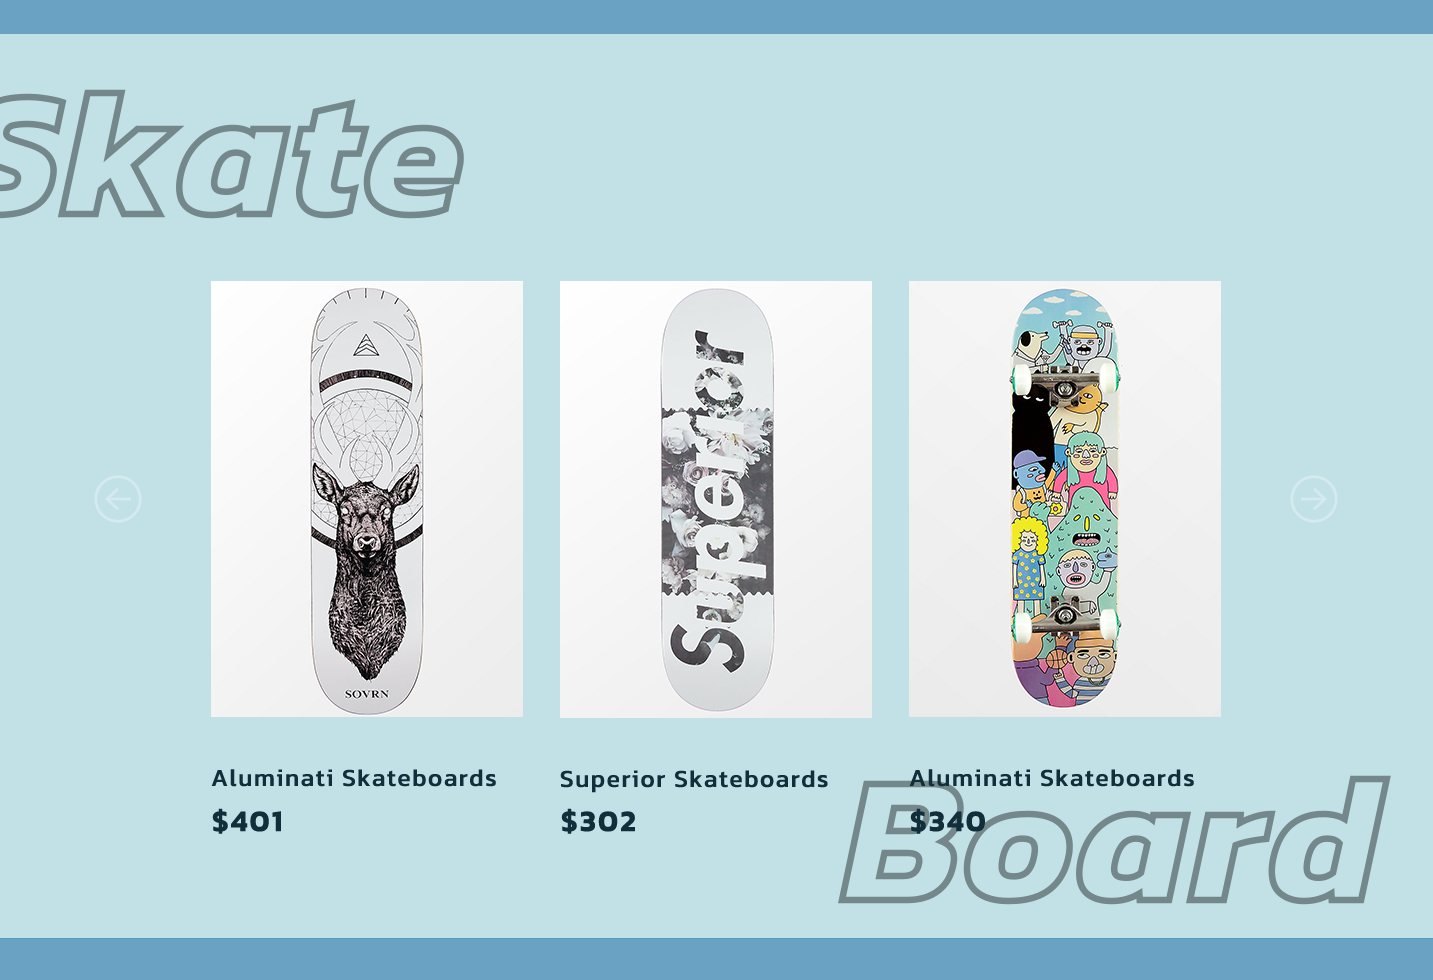 Skate
SOVRN
Superior
Aluminati Skateboards
$401
Superior Skateboards
$302
Aluminati Skateboards
$340
Board